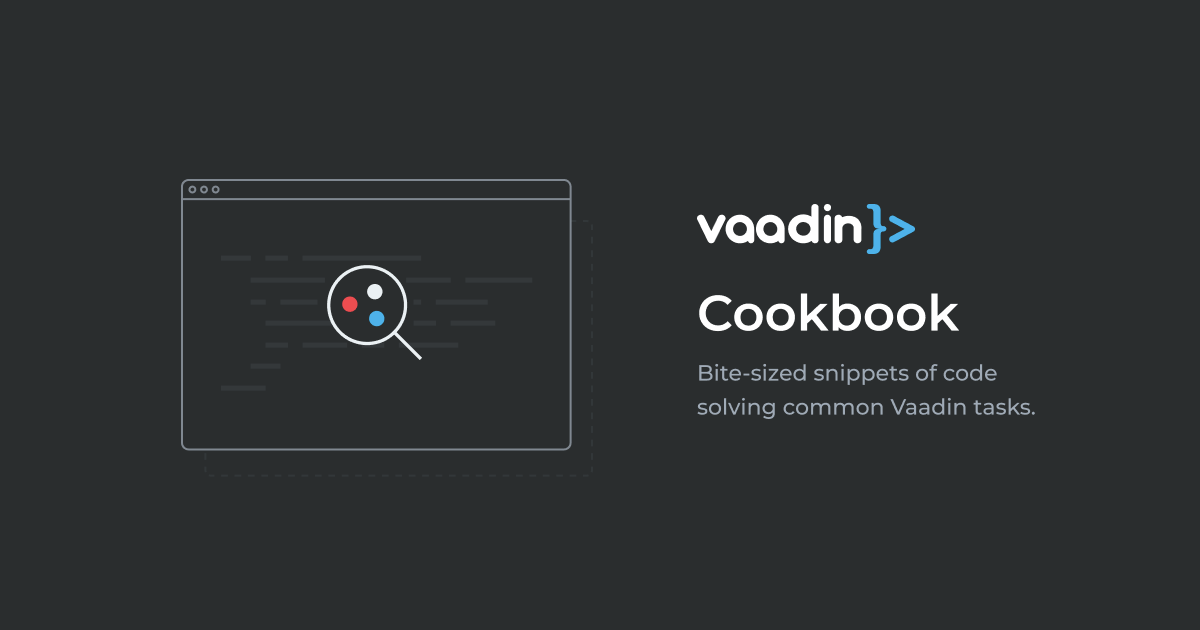 vaadin}>
Cookbook
Bite-sized snippets of code
solving common Vaadin tasks.